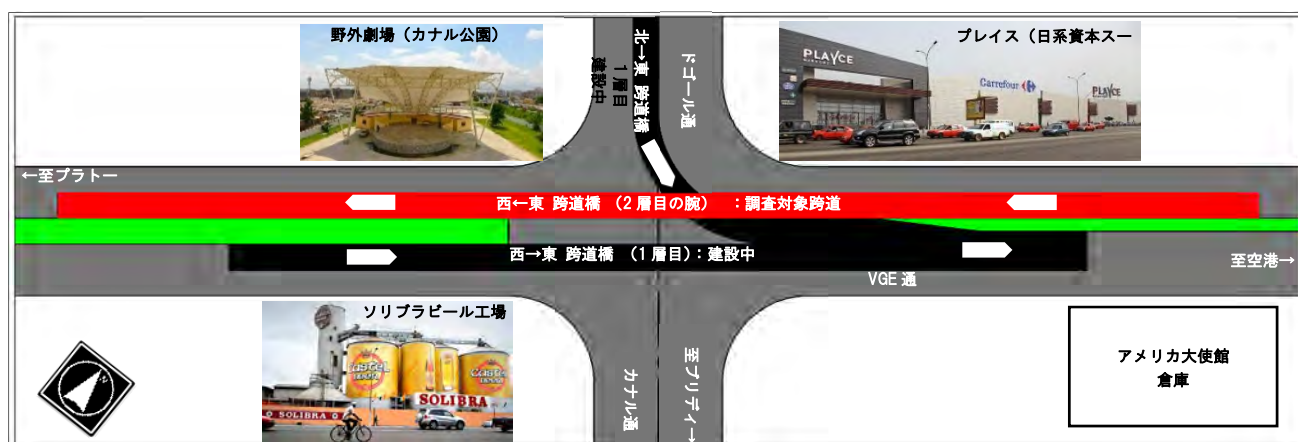 野外劇場（カナル公園）
北→東 跨道橋
1層目
建設中
ドゴール通
プレイス（日系資本スー
PLAYCE
Carrefour
PLAYCE
←至プラトー
西←東 跨道橋 （2層目の腕） ：調査対象跨道
西→東 跨道橋 （1層目）：建設中
至空港→
VGE 通
ソリブラビール工場
Castel
BEER
Castel
BEER
SOLIBRA
SOLIBRA
カナル通
至ブリディ→
アメリカ大使館
倉庫
N